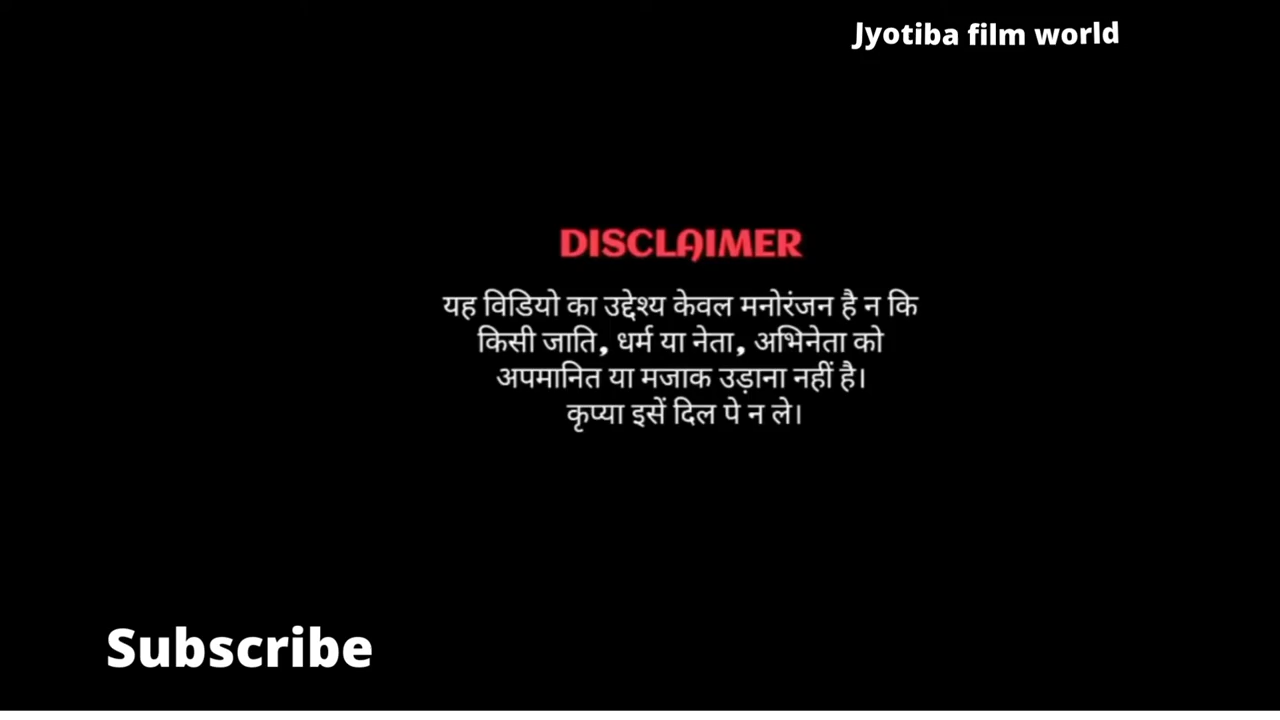 Jyotiba film world
DISCLAIMER
यह विडियो का उद्देश्य केवल मनोरंजन है न कि
किसी जाति, धर्म या नेता, अभिनेता को
अपमानित या मजाक उड़ाना नहीं है।
कृप्या इसें दिल पे न ले।
Subscribe